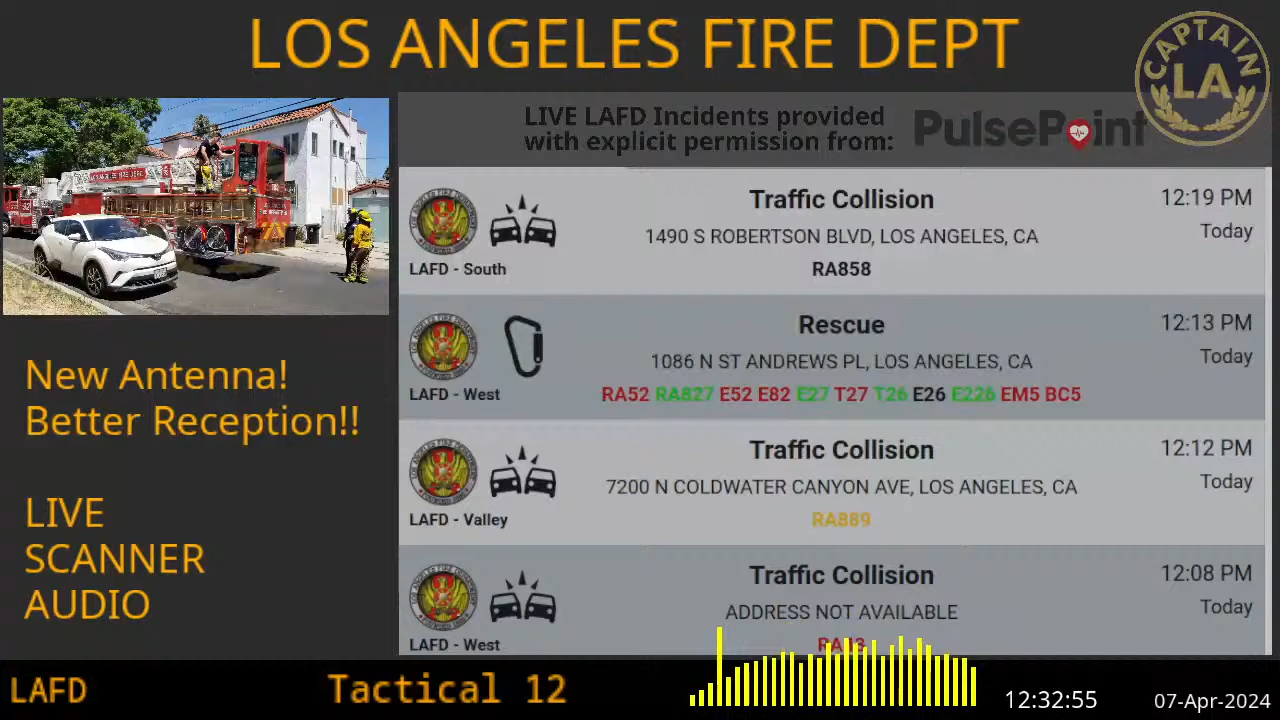 LOS ANGELES FIRE DEPT
CAPTAIN
LA
LIVE LAFD Incidents provided
with explicit permission from:
PulsePoint
Traffic Collision
12:19 PM
1490 S ROBERTSON BLVD, LOS ANGELES, CA
Today
LAFD - South
RA858
Rescue
12:13 PM
1086 N ST ANDREWS PL, LOS ANGELES, CA
Today
LAFD - West
RA52 RA827 E52 E82 E27 T27 T26 E26 E226 EM5 BC5
Traffic Collision
12:12 PM
7200 N COLDWATER CANYON AVE, LOS ANGELES, CA
Today
LAFD - Valley
RA889
Traffic Collision
12:08 PM
ADDRESS NOT AVAILABLE
Today
LAFD - West
New Antenna!
Better Reception!!
LIVE
SCANNER
AUDIO
LAFD
Tactical 12
12:32:55
07-Apr-2024